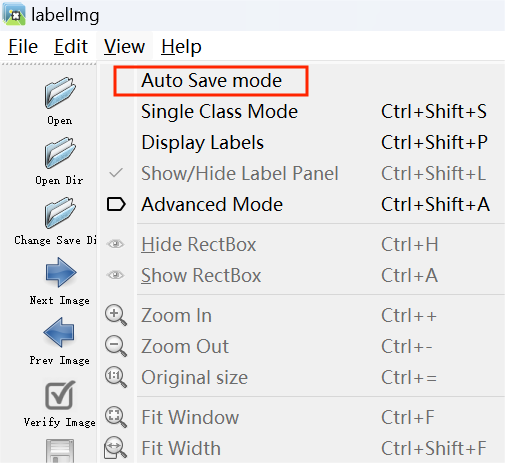 labelImg
File Edit View Help
Auto Save mode
Single Class Mode Ctrl+Shift+S
Display Labels Ctrl+Shift+P
Show/Hide Label Panel Ctrl+Shift+L
Advanced Mode Ctrl+Shift+A
Hide RectBox Ctrl+H
Show RectBox Ctrl+A
Zoom In Ctrl++
Zoom Out Ctrl+-
Original size Ctrl+=
Fit Window Ctrl+F
Fit Width Ctrl+Shift+F
Open
Open Dir
Change Save Di
Next Image
Prev Image
Verify Image
1:1